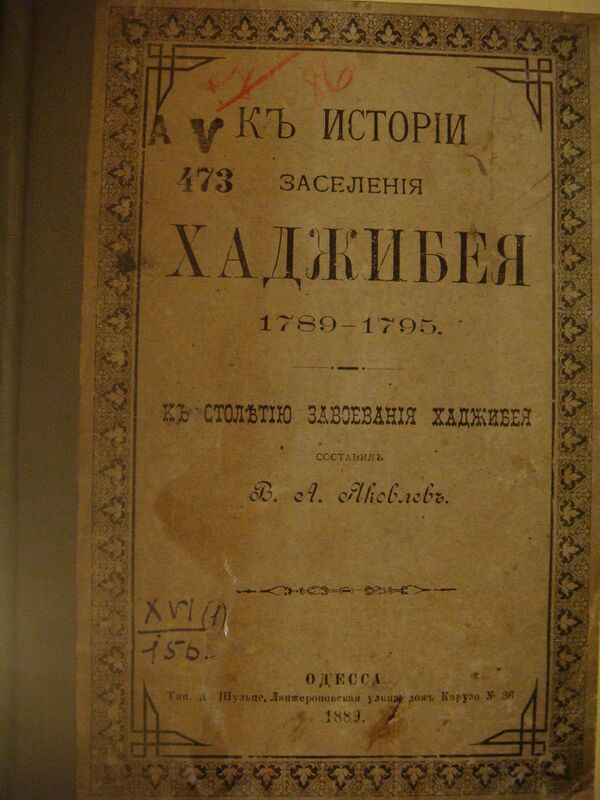 86
КЪ ИСТОРІИ
А V
473
ЗАСЕЛЕНІЯ
ХАДЖИБЕЯ
1789–1795.
КЪ СТОЛѢТІЮ ЗАВОЕВАНІЯ ХАДЖИБЕЯ
СОСТАВИЛЪ
В. А. Яковлевъ.
XVI (1)
156.
ОДЕССА
Тип. А. Шульце, Ланжероновская улица, домъ Карузо № 36
1889.